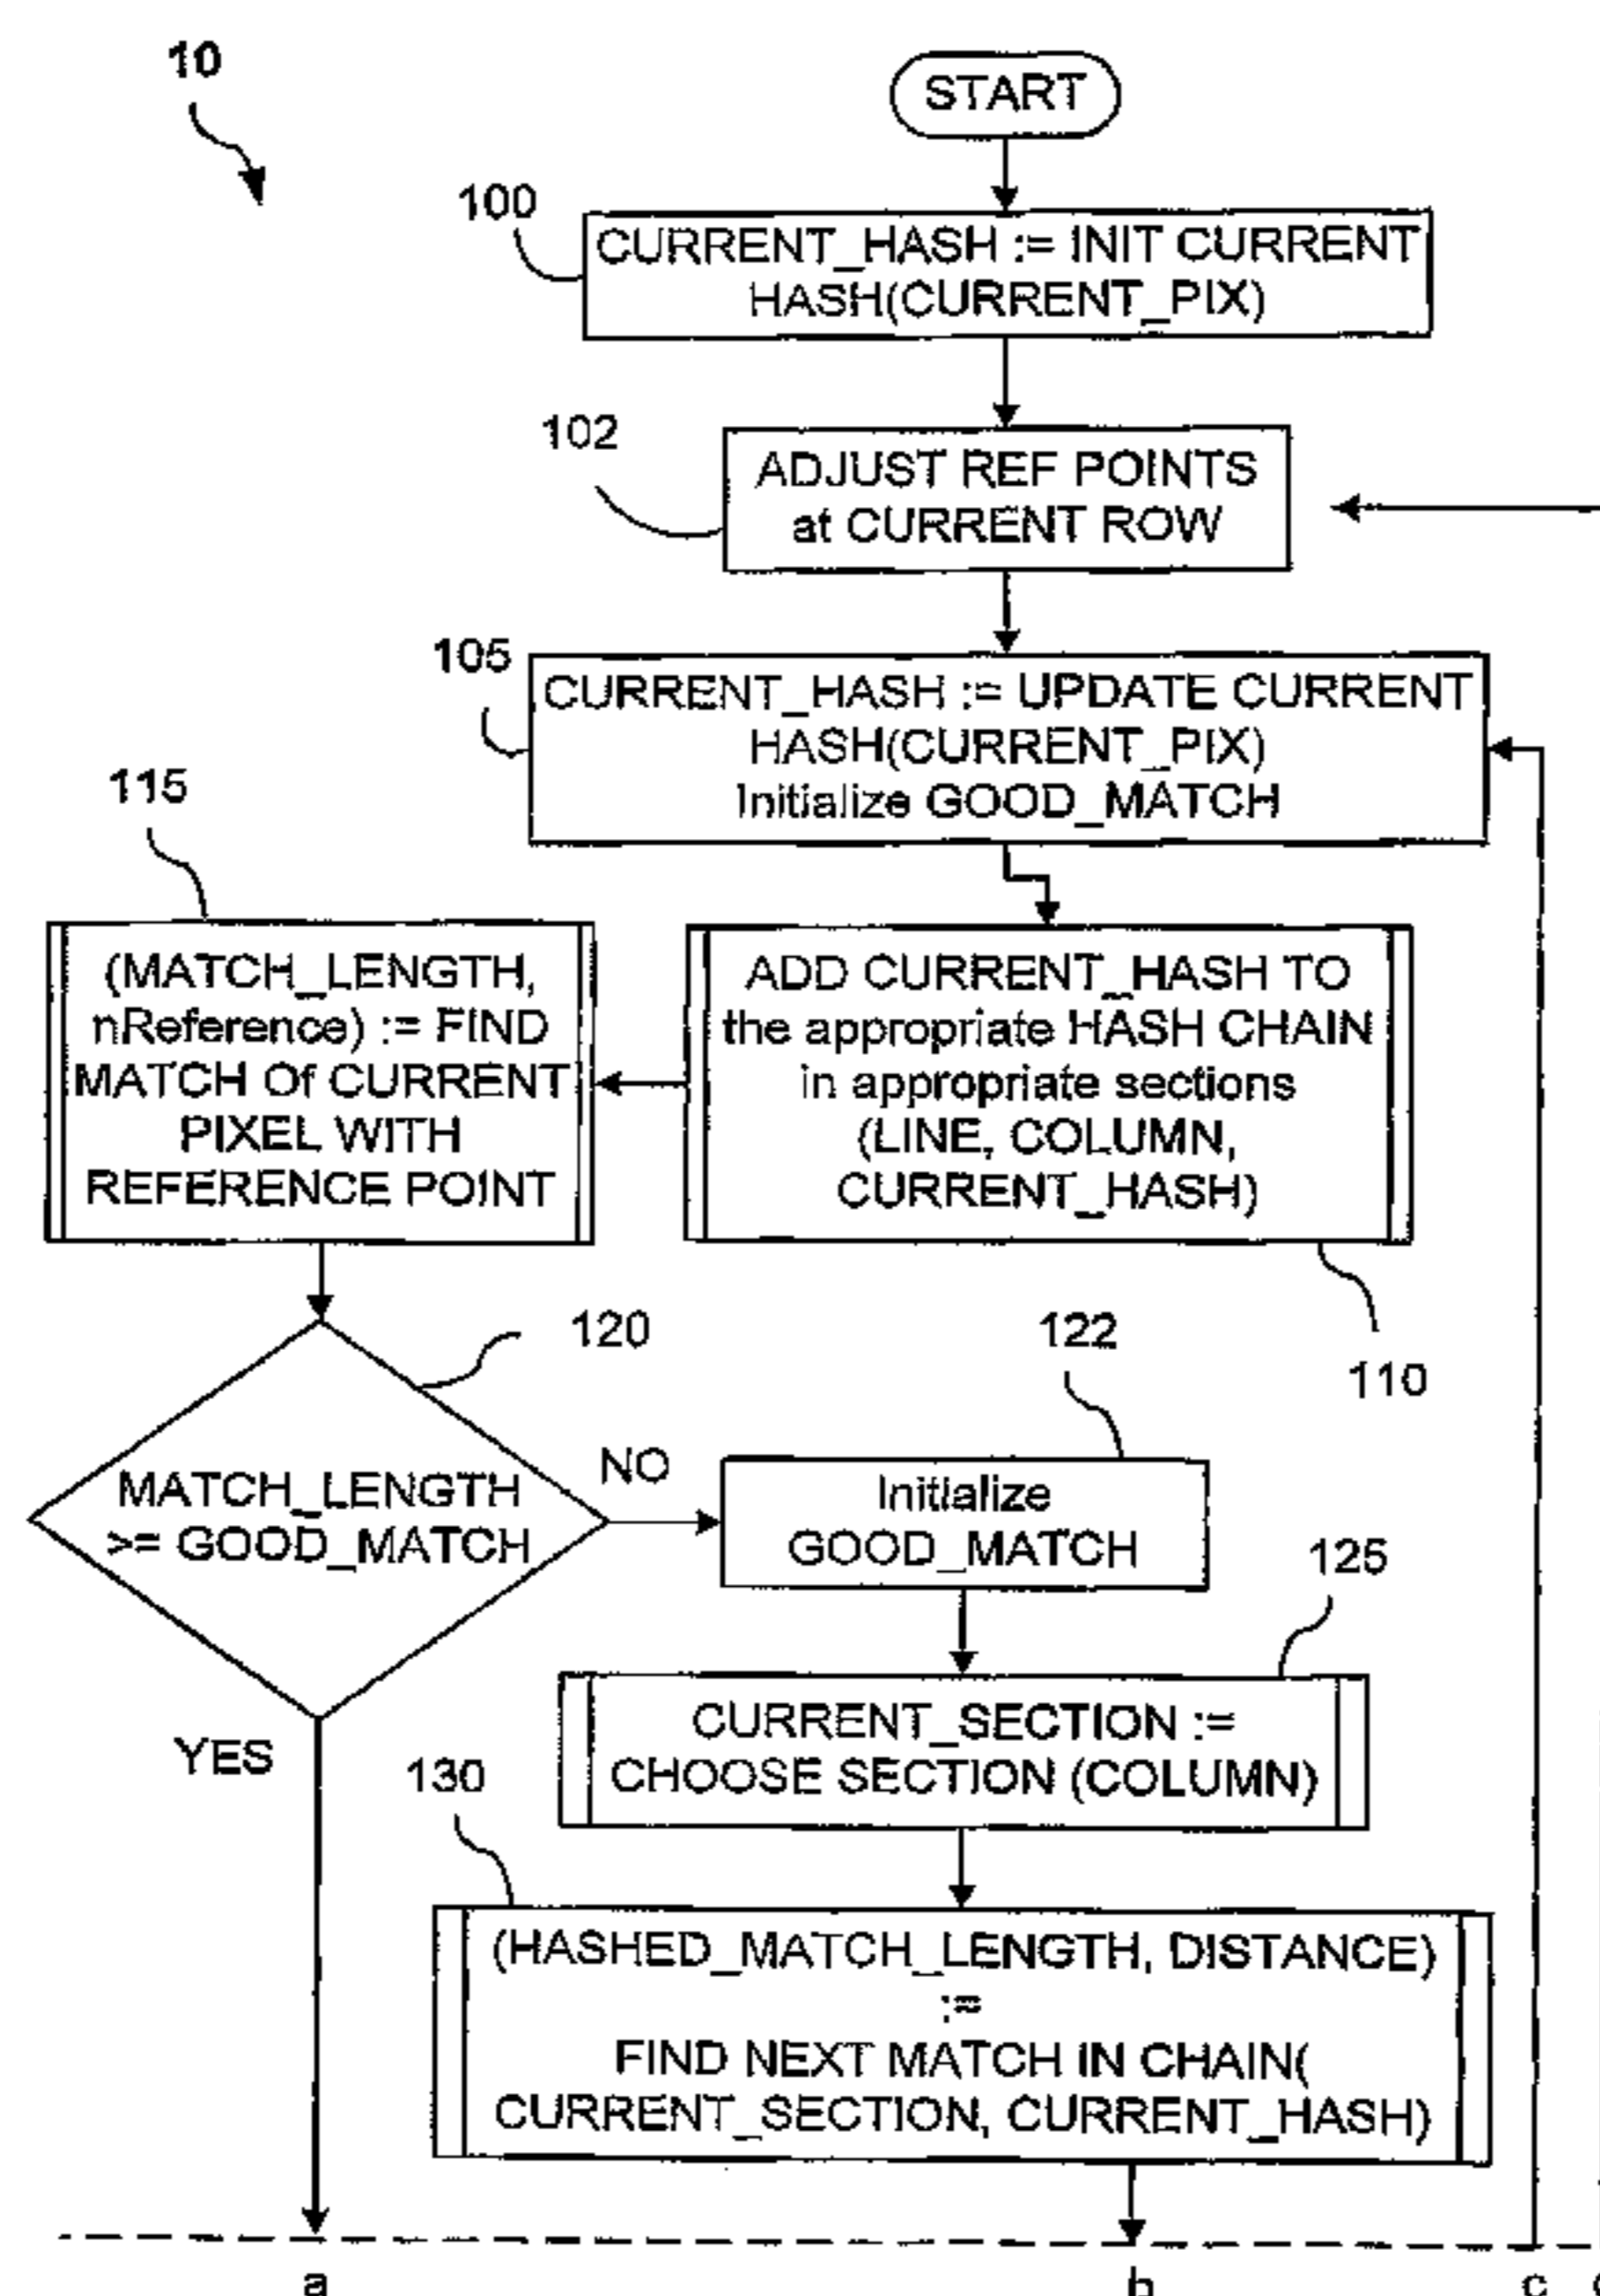 10
START
100
CURRENT_HASH := INIT CURRENT
HASH(CURRENT_PIX)
102
ADJUST REF POINTS
at CURRENT ROW
105
CURRENT_HASH := UPDATE CURRENT
HASH(CURRENT_PIX)
Initialize GOOD_MATCH
115
(MATCH_LENGTH,
nReference) := FIND
MATCH Of CURRENT
PIXEL WITH
REFERENCE POINT
ADD CURRENT_HASH TO
the appropriate HASH CHAIN
in appropriate sections
(LINE, COLUMN,
CURRENT_HASH)
110
120
MATCH_LENGTH
>= GOOD_MATCH
NO
YES
122
Initialize
GOOD_MATCH
125
CURRENT_SECTION :=
CHOOSE SECTION (COLUMN)
130
(HASHED_MATCH_LENGTH, DISTANCE)
:=
FIND NEXT MATCH IN CHAIN(
CURRENT_SECTION, CURRENT_HASH)
a
b
c